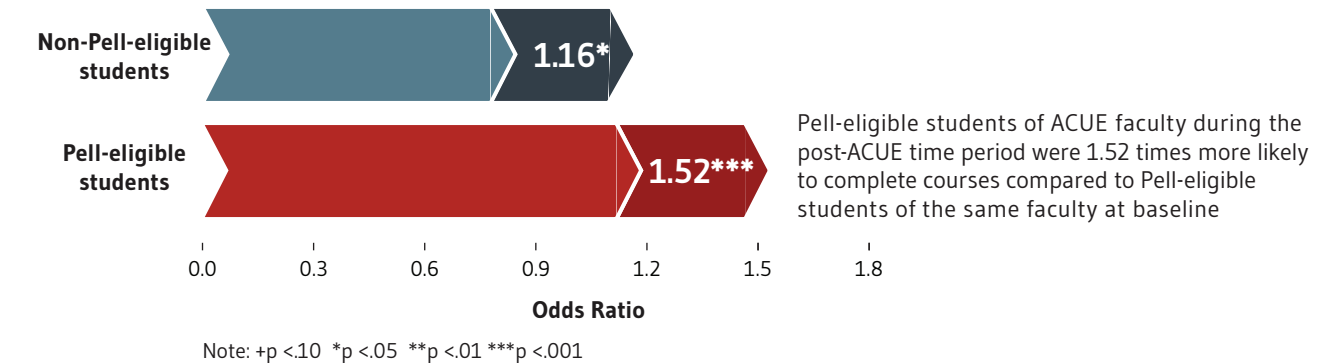 Non-Pell-eligible
students
1.16*
Pell-eligible
students
1.52***
Pell-eligible students of ACUE faculty during the
post-ACUE time period were 1.52 times more likely
to complete courses compared to Pell-eligible
students of the same faculty at baseline
0.0 0.3 0.6 0.9 1.2 1.5 1.8
Odds Ratio
Note: +p <.10 *p <.05 **p <.01 ***p <.001